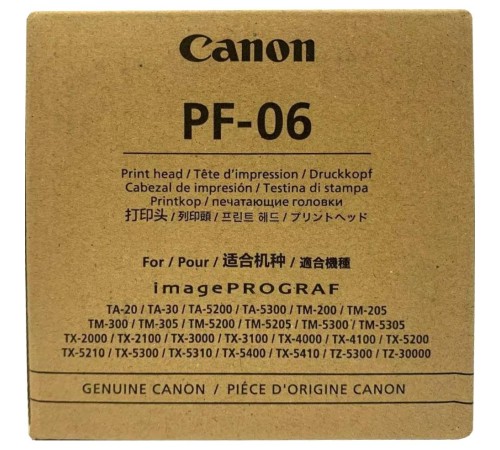 Canon
PF-06
Print head / Tête d'impression / Druckkopf
Cabezal de impresión / Testina di stampa
Printkop / печатающие головки
打印头 / 列印頭 / 프린트 헤드 / プリントヘッド
For / Pour / 适合机种 / 適合機種
imagePROGRAF
TA-20 / TA-30 / TA-5200 / TA-5300 / TM-200 / TM-205
TM-300 / TM-305 / TM-5200 / TM-5205 / TM-5300 / TM-5305
TX-2000 / TX-2100 / TX-3000 / TX-3100 / TX-4000 / TX-4100 / TX-5200
TX-5210 / TX-5300 / TX-5310 / TX-5400 / TX-5410 / TZ-5300 / TZ-30000
GENUINE CANON / PIÉCE D'ORIGINE CANON